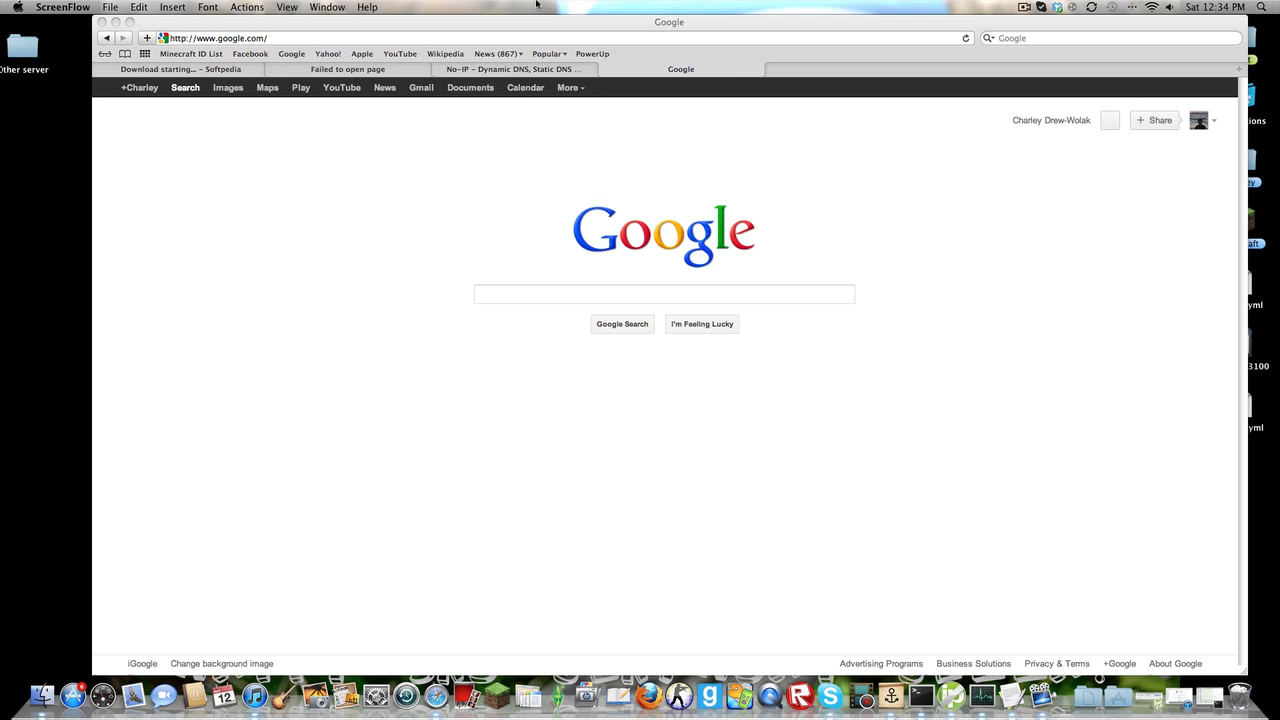 ScreenFlow File Edit Insert Font Actions View Window Help Sat 12:34 PM
Google
http://www.google.com/ Google
Minecraft ID List Facebook Google Yahoo! Apple YouTube Wikipedia News (867) Popular PowerUp
Download starting... – Softpedia Failed to open page No-IP – Dynamic DNS, Static DNS ... Google
+Charley Search Images Maps Play YouTube News Gmail Documents Calendar More
Other server
Charley Drew-Wolak + Share
Google
Google Search I'm Feeling Lucky
yml
3100
yml
iGoogle Change background image Advertising Programs Business Solutions Privacy & Terms +Google About Google
12